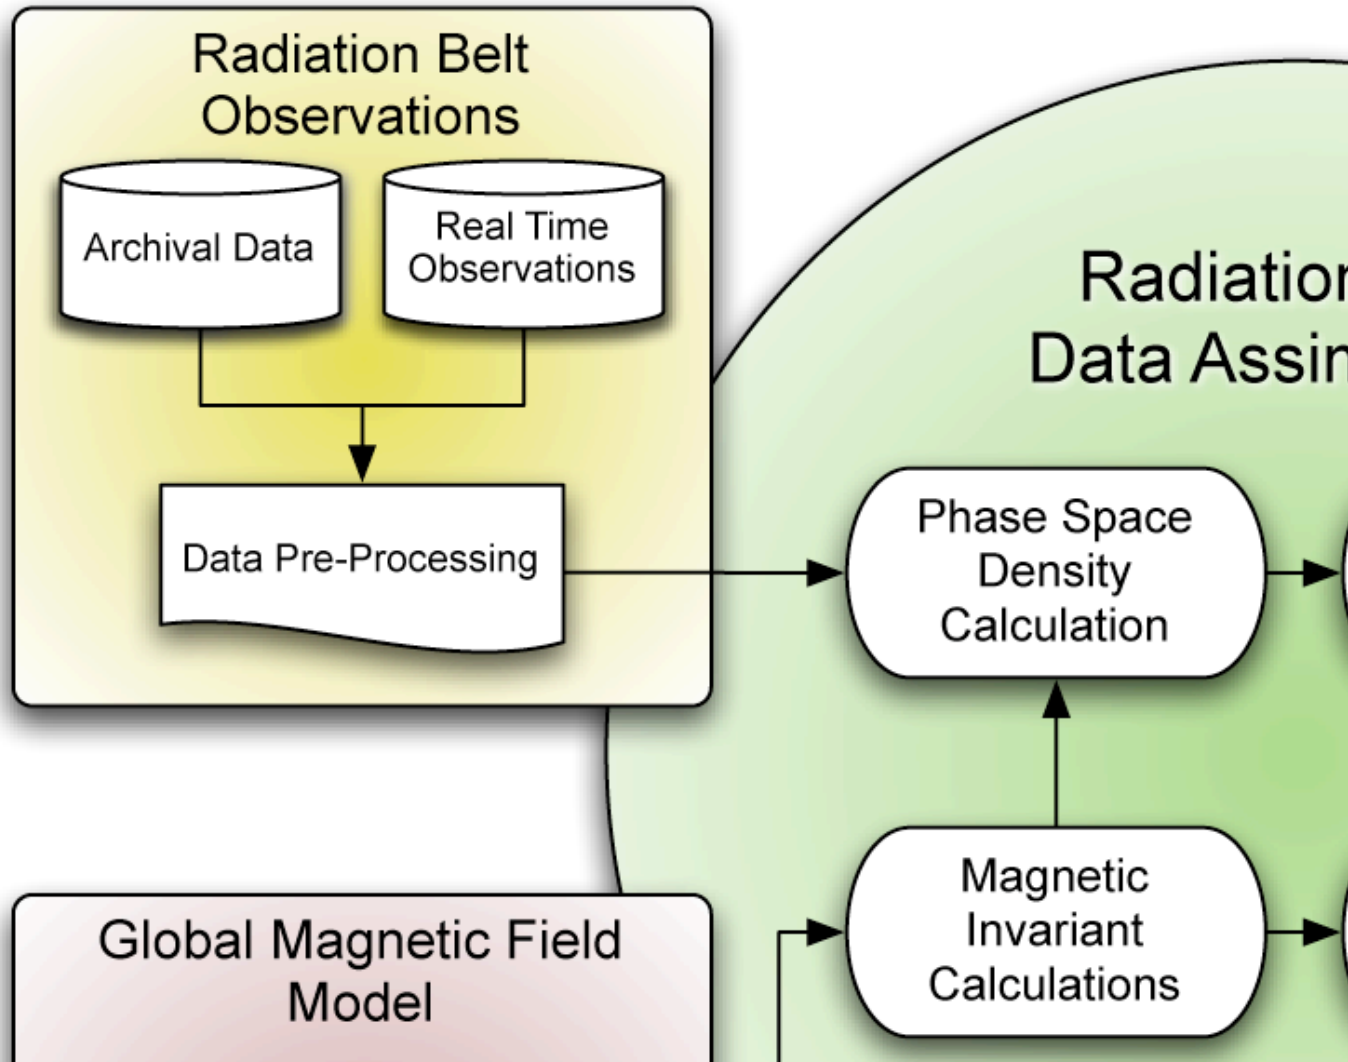 Radiation Belt
Observations
Archival Data
Real Time
Observations
Data Pre-Processing
Data
Phase Space
Density
Calculation
Magnetic
Invariant
Calculations
Global Magnetic Field
Model